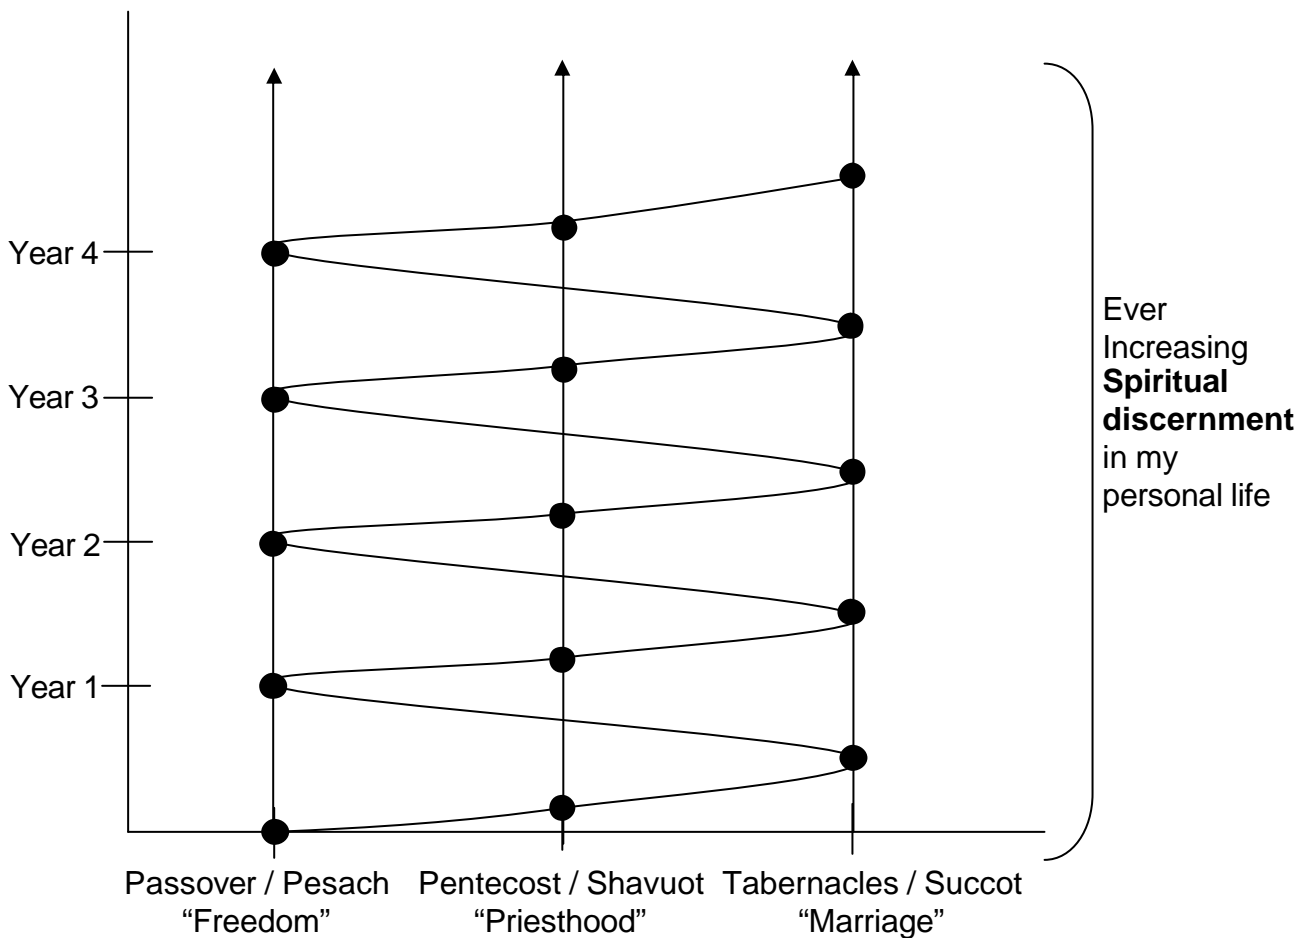 Year 4
Year 3
Year 2
Year 1
Ever
Increasing
Spiritual
discernment
in my
personal life
Passover / Pesach
“Freedom”
Pentecost / Shavuot
“Priesthood”
Tabernacles / Succot
“Marriage”